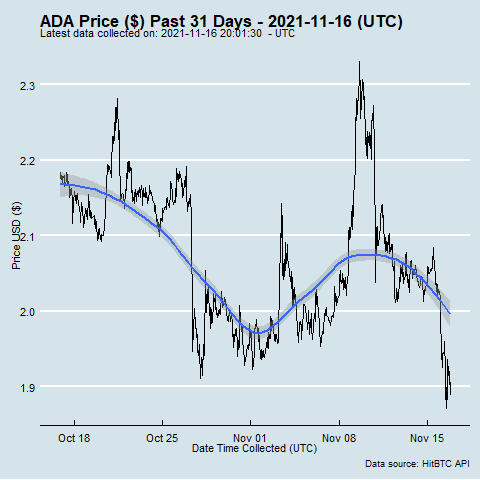 ADA Price ($) Past 31 Days - 2021-11-16 (UTC)
Latest data collected on: 2021-11-16 20:01:30 - UTC
2.3
2.2
2.1
2.0
1.9
Price USD ($)
Oct 18 Oct 25 Nov 01 Nov 08 Nov 15
Date Time Collected (UTC)
Data source: HitBTC API